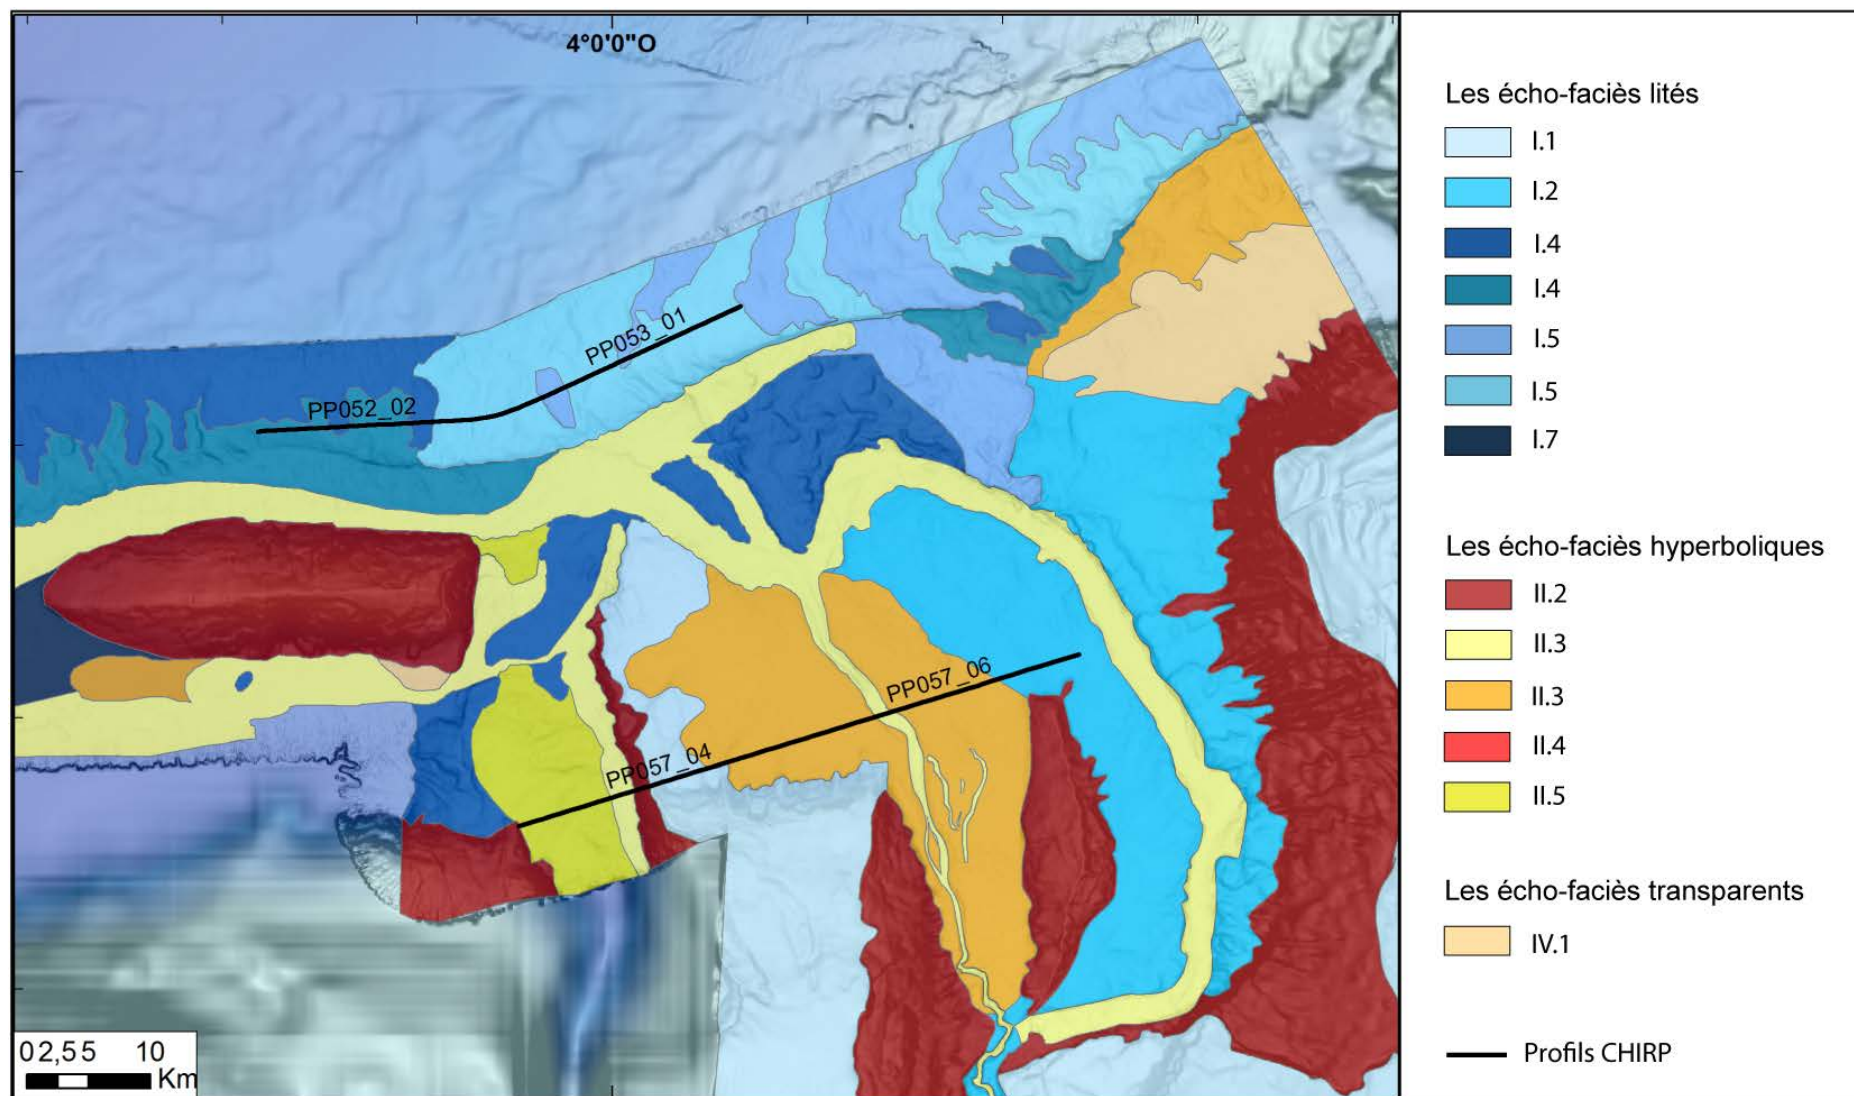 4°0'0"O
PP053_01
PP052_02
PP057_06
PP057_04
0 2,5 5 10
Km
Les écho-faciès lités
I.1
I.2
I.4
I.4
I.5
I.5
I.7
Les écho-faciès hyperboliques
II.2
II.3
II.3
II.4
II.5
Les écho-faciès transparents
IV.1
Profils CHIRP